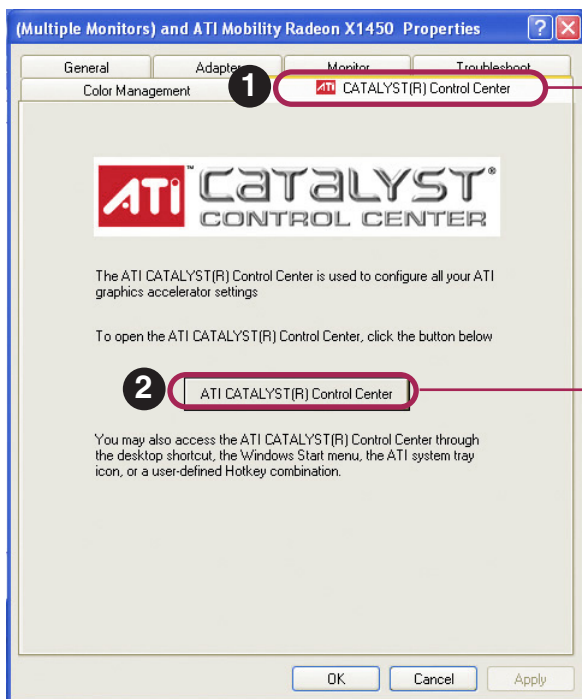 (Multiple Monitors) and ATI Mobility Radeon X1450 Properties
General Adapter Monitor Troubleshoot
Color Management 1 ATI CATALYST(R) Control Center
ATI™ CATALYST®
CONTROL CENTER
The ATI CATALYST(R) Control Center is used to configure all your ATI
graphics accelerator settings
To open the ATI CATALYST(R) Control Center, click the button below
2 ATI CATALYST(R) Control Center
You may also access the ATI CATALYST(R) Control Center through
the desktop shortcut, the Windows Start menu, the ATI system tray
icon, or a user-defined Hotkey combination.
OK Cancel Apply